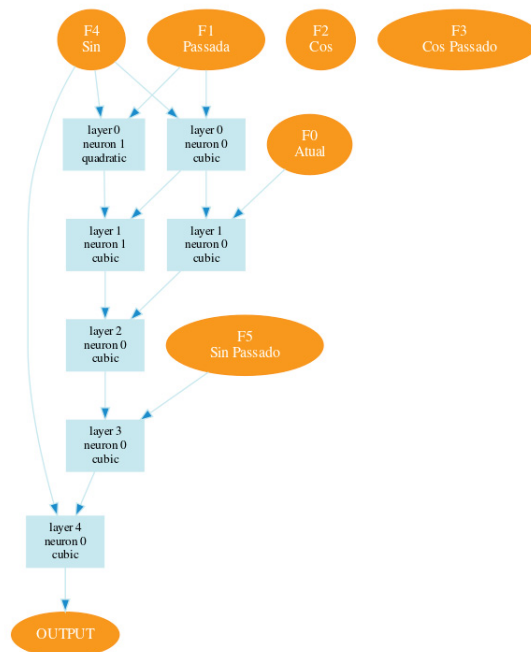 F4
Sin
F1
Passada
F2
Cos
F3
Cos Passado
layer 0
neuron 1
quadratic
layer 0
neuron 0
cubic
F0
Atual
layer 1
neuron 1
cubic
layer 1
neuron 0
cubic
layer 2
neuron 0
cubic
F5
Sin Passado
layer 3
neuron 0
cubic
layer 4
neuron 0
cubic
OUTPUT